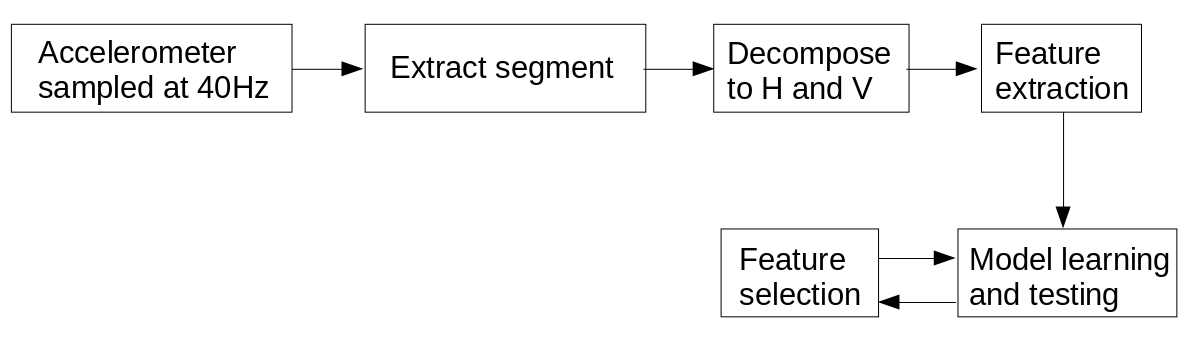 Accelerometer
sampled at 40Hz
Extract segment
Decompose
to H and V
Feature
extraction
Feature
selection
Model learning
and testing